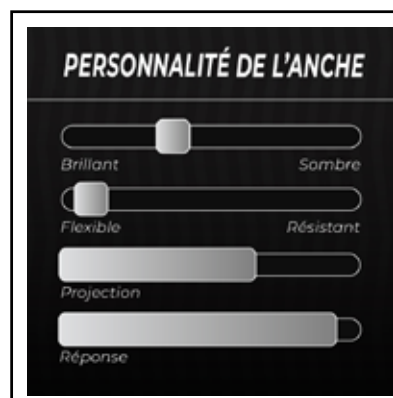 PERSONNALITÉ DE L'ANCHE
Brillant Sombre
Flexible Résistant
Projection
Réponse